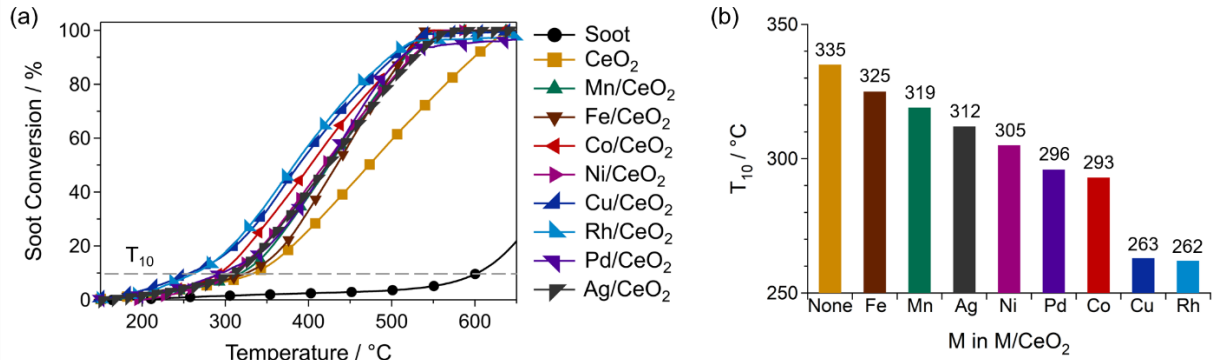 (a)
100
80
60
40
20
0
Soot Conversion / %
T₁₀
200
300
400
500
600
Temperature / °C
Soot
CeO₂
Mn/CeO₂
Fe/CeO₂
Co/CeO₂
Ni/CeO₂
Cu/CeO₂
Rh/CeO₂
Pd/CeO₂
Ag/CeO₂
(b)
350
300
250
T₁₀ / °C
335
325
319
312
305
296
293
263
262
None Fe Mn Ag Ni Pd Co Cu Rh
M in M/CeO₂